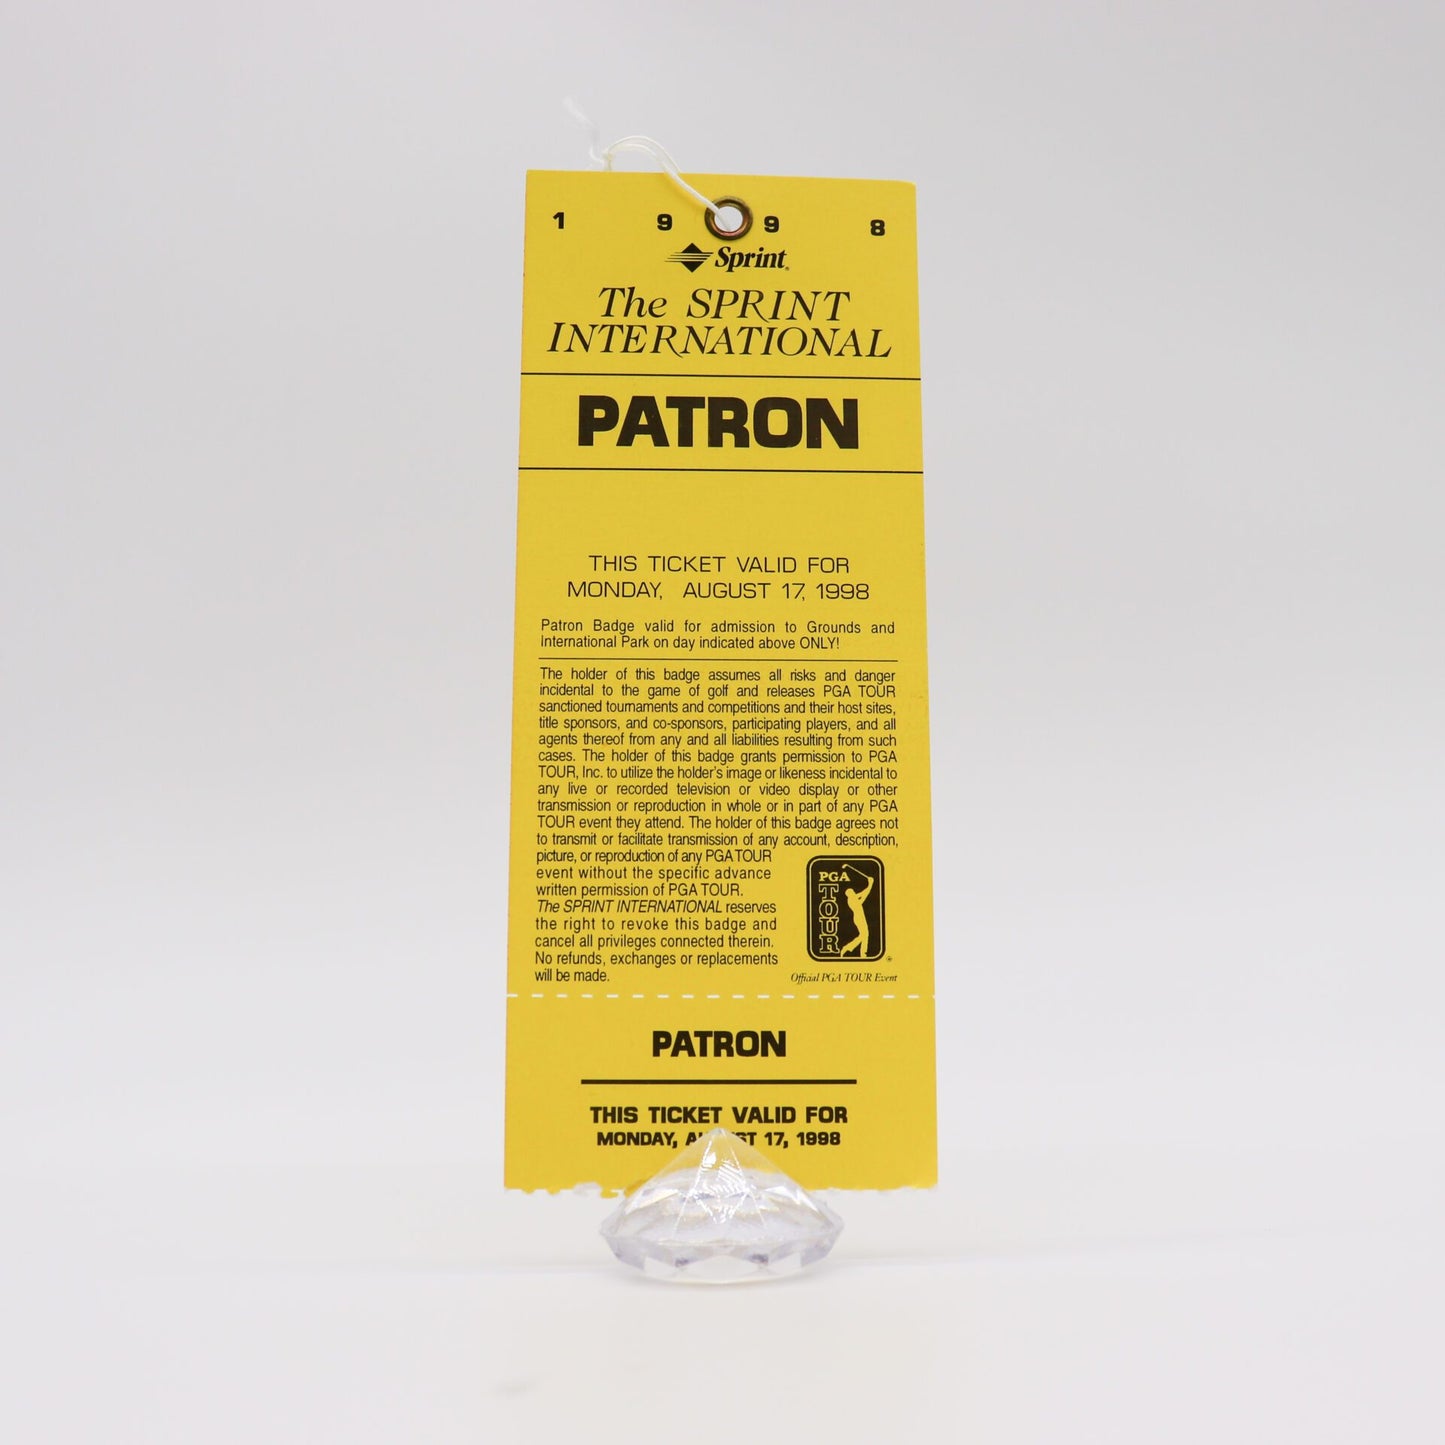 1 9 9 8
Sprint
The SPRINT
INTERNATIONAL
PATRON
THIS TICKET VALID FOR
MONDAY, AUGUST 17, 1998
Patron Badge valid for admission to Grounds and
International Park on day indicated above ONLY!
The holder of this badge assumes all risks and danger
incidental to the game of golf and releases PGA TOUR
sanctioned tournaments and competitions and their host sites,
title sponsors, and co-sponsors, participating players, and all
agents thereof from any and all liabilities resulting from such
cases. The holder of this badge grants permission to PGA
TOUR, Inc. to utilize the holder's image or likeness incidental to
any live or recorded television or video display or other
transmission or reproduction in whole or in part of any PGA
TOUR event they attend. The holder of this badge agrees not
to transmit or facilitate transmission of any account, description,
picture, or reproduction of any PGA TOUR
event without the specific advance
written permission of PGA TOUR.
The SPRINT INTERNATIONAL reserves
the right to revoke this badge and
cancel all privileges connected therein.
No refunds, exchanges or replacements
will be made.
PGA
TOUR
Official PGA TOUR Event
PATRON
THIS TICKET VALID FOR
MONDAY, 17, 1998